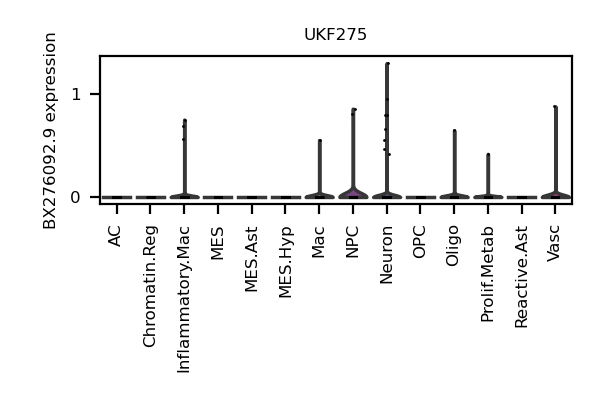 UKF275
BX276092.9 expression
1
0
AC
Chromatin.Reg
Inflammatory.Mac
MES
MES.Ast
MES.Hyp
Mac
NPC
Neuron
OPC
Oligo
Prolif.Metab
Reactive.Ast
Vasc